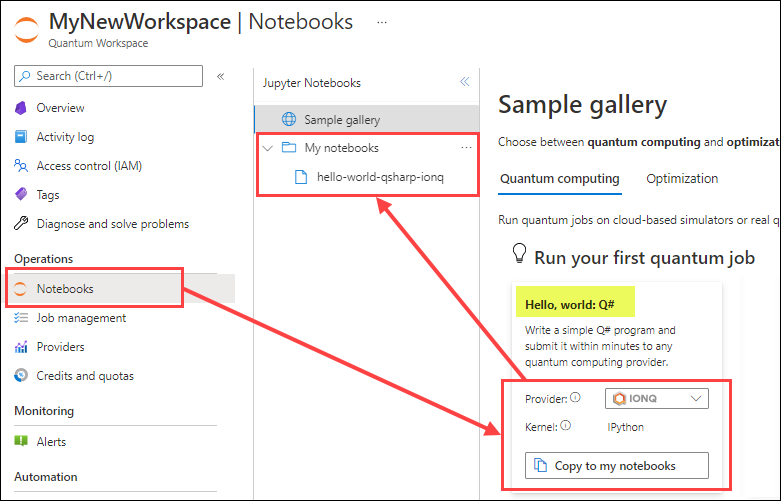 MyNewWorkspace | Notebooks ...
Quantum Workspace
Search (Ctrl+/)
«
Overview
Activity log
Access control (IAM)
Tags
Diagnose and solve problems
Operations
Notebooks
Job management
Providers
Credits and quotas
Monitoring
Alerts
Automation
Jupyter Notebooks «
Sample gallery
My notebooks ...
hello-world-qsharp-ionq
Sample gallery
Choose between quantum computing and optimiza
Quantum computing Optimization
Run quantum jobs on cloud-based simulators or real q
Run your first quantum job
Hello, world: Q#
Write a simple Q# program and
submit it within minutes to any
quantum computing provider.
Provider: IONQ
Kernel: IPython
Copy to my notebooks